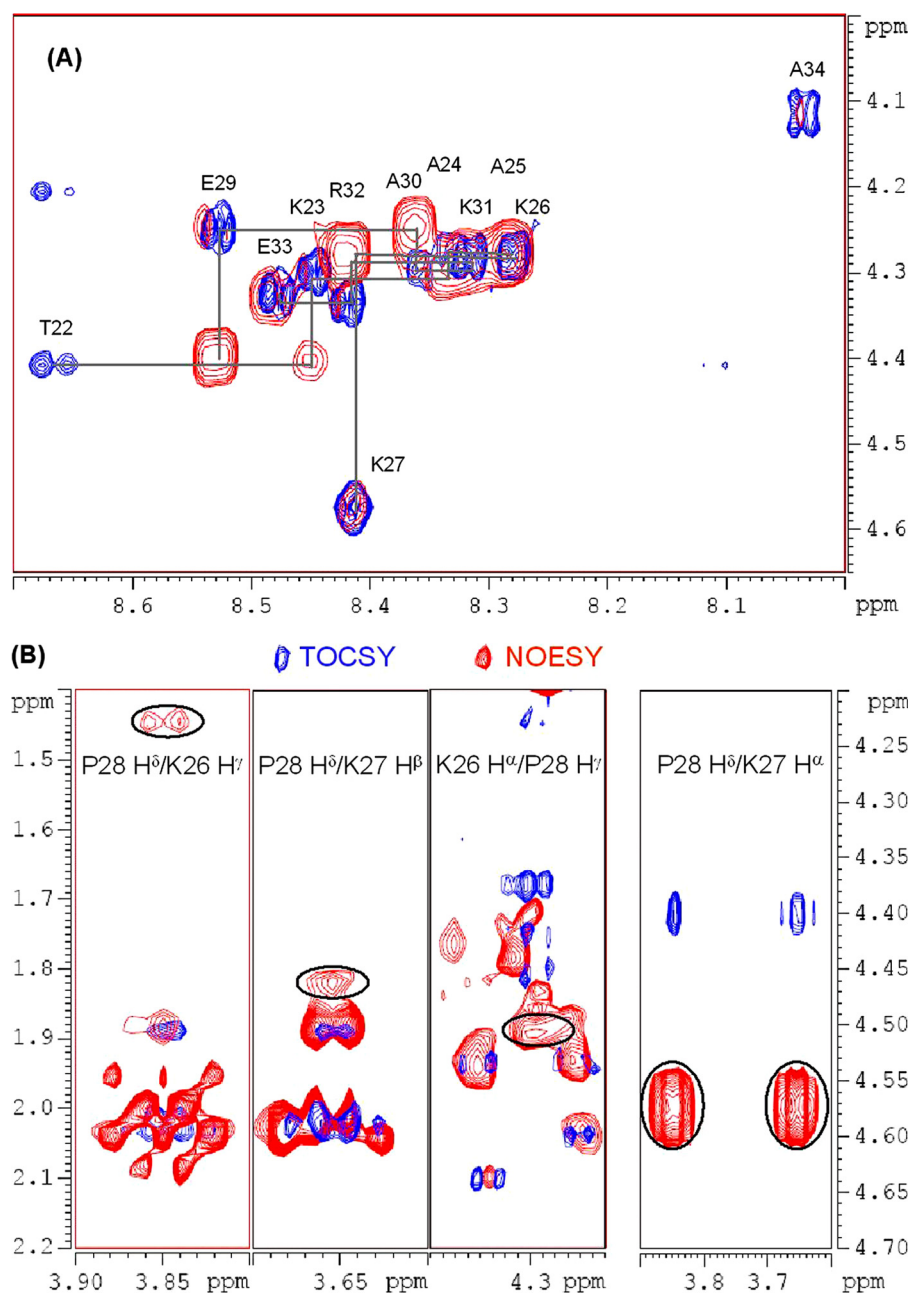 (A)
ppm
A34
4.1
A24
E29 A30 A25
R32
4.2
K23 K31 K26
E33
4.3
T22
4.4
K27
4.5
4.6
8.6 8.5 8.4 8.3 8.2 8.1 ppm
(B) TOCSY NOESY
ppm ppm
1.5 4.25
P28 Hδ/K26 Hγ P28 Hδ/K27 Hβ K26 Hα/P28 Hγ P28 Hδ/K27 Hα
4.30
1.6
4.35
1.7
4.40
1.8
4.45
4.50
1.9
4.55
2.0
4.60
2.1
4.65
2.2 4.70
3.90 3.85 ppm 3.65 ppm 4.3 ppm 3.8 3.7 ppm